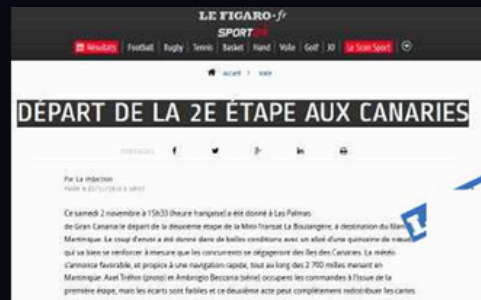 LE FIGARO·fr
SPORT24
Résultats Football Rugby Tennis Basket Hand Voile Golf JO Le Scan Sport
Accueil > Voile
DÉPART DE LA 2E ÉTAPE AUX CANARIES
Par La rédaction
Publié le
Ce samedi 2 novembre à 15h33 (heure française) a été donné à Las Palmas
de Gran Canaria le départ de la deuxième étape de la Mini Transat La Boulangère, à destination du
Martinique. Le coup d'envoi a été donné dans de belles conditions avec un alizé d'une quinzaine de
qui va bien se renforcer à mesure que les concurrents se dégageront des îles des Canaries. La météo
s'annonce favorable, et propice à une navigation rapide, tout au long des 2 700 milles menant en
Martinique. Axel Tréhin (proto) et Ambrogio Beccaria (série) occupent les commandes à l'issue de la
première étape, mais les écarts sont faibles et ce deuxième acte peut complètement redistribuer les cartes